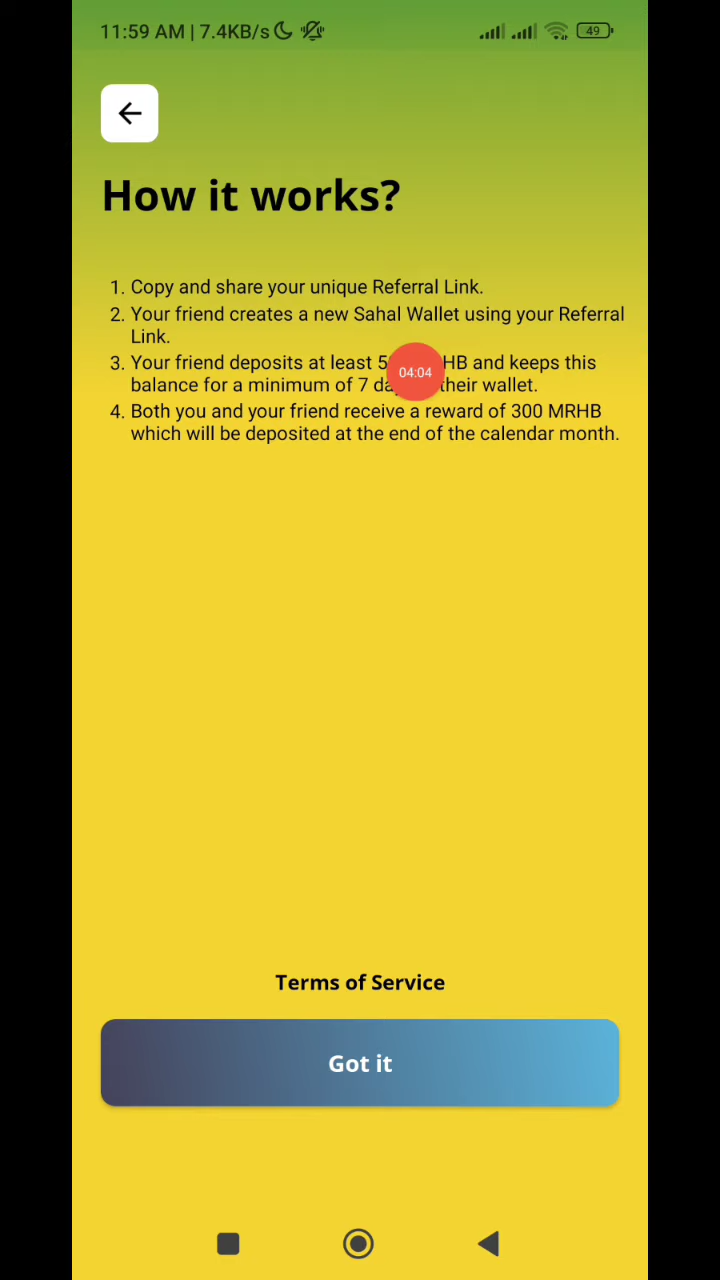 11:59 AM | 7.4KB/s
49
How it works?
1. Copy and share your unique Referral Link.
2. Your friend creates a new Sahal Wallet using your Referral
Link.
3. Your friend deposits at least and keeps this
04:04
balance for a minimum of 7 their wallet.
4. Both you and your friend receive a reward of 300 MRHB
which will be deposited at the end of the calendar month.
Terms of Service
Got it